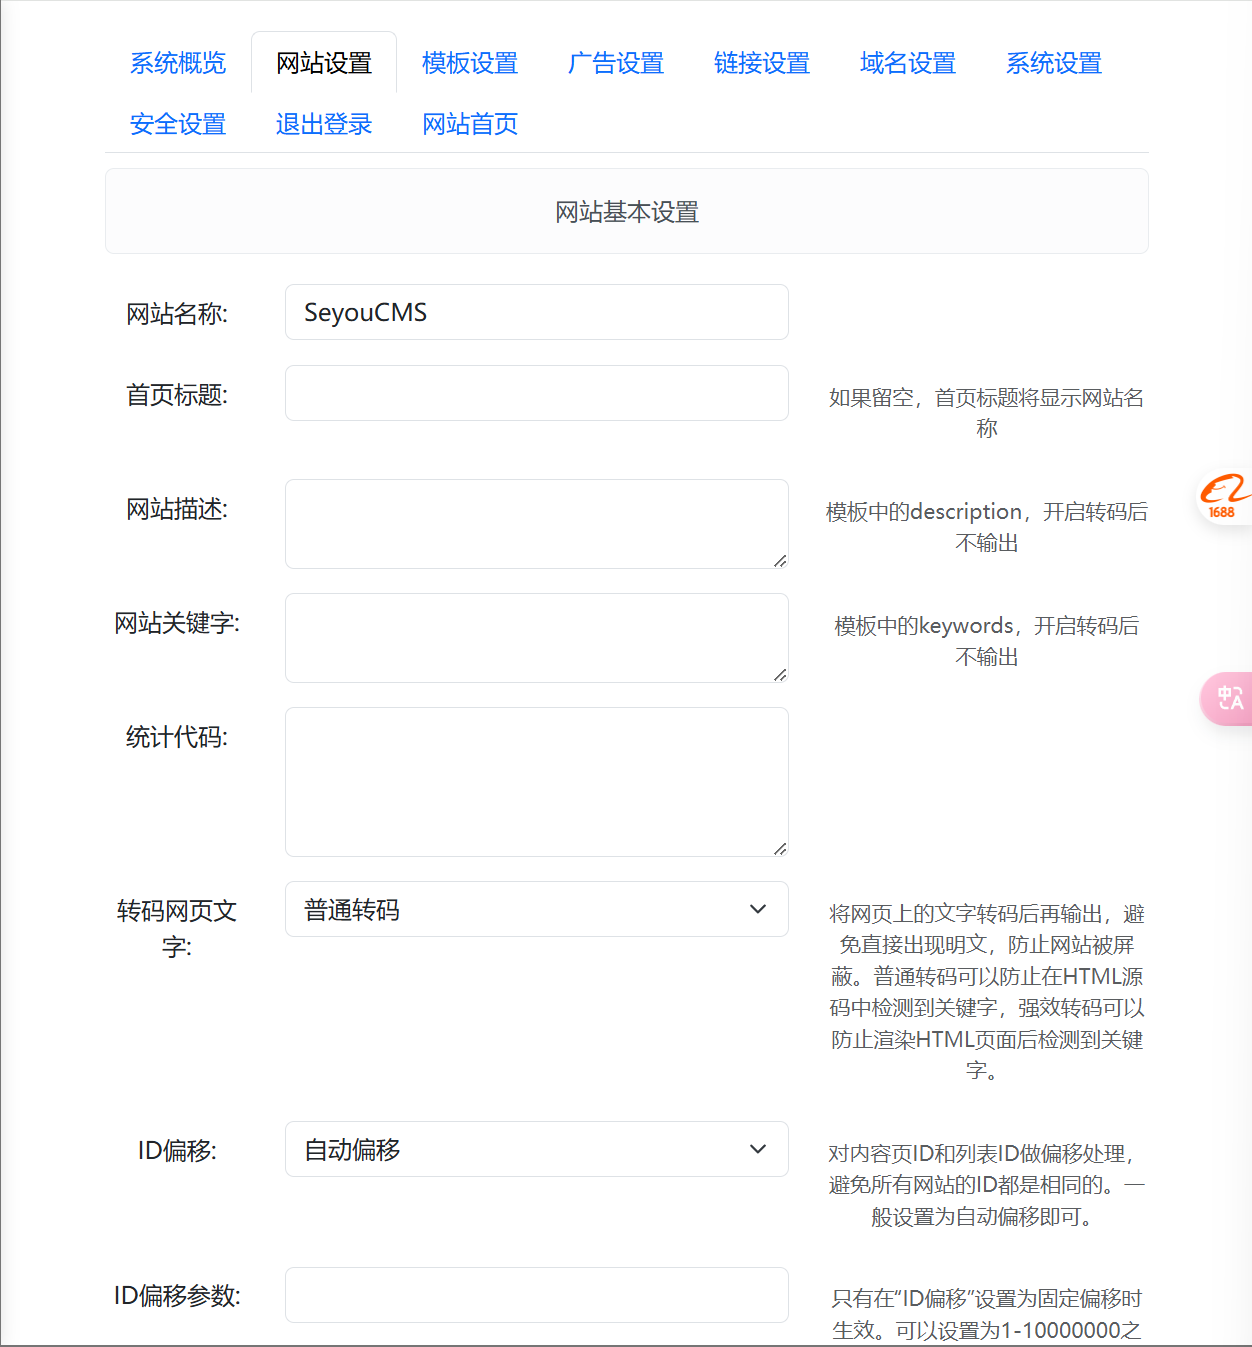 系统概览 网站设置 模板设置 广告设置 链接设置 域名设置 系统设置
安全设置 退出登录 网站首页
网站基本设置
网站名称: SeyouCMS
首页标题:
如果留空，首页标题将显示网站名
称
网站描述:
模板中的description，开启转码后
不输出
网站关键字:
模板中的keywords，开启转码后
不输出
统计代码:
转码网页文
字:
普通转码
将网页上的文字转码后再输出，避
免直接出现明文，防止网站被屏
蔽。普通转码可以防止在HTML源
码中检测到关键字，强效转码可以
防止渲染HTML页面后检测到关键
字。
ID偏移: 自动偏移
对内容页ID和列表ID做偏移处理，
避免所有网站的ID都是相同的。一
般设置为自动偏移即可。
ID偏移参数:
只有在“ID偏移”设置为固定偏移时
生效。可以设置为1-10000000之
1688
中A